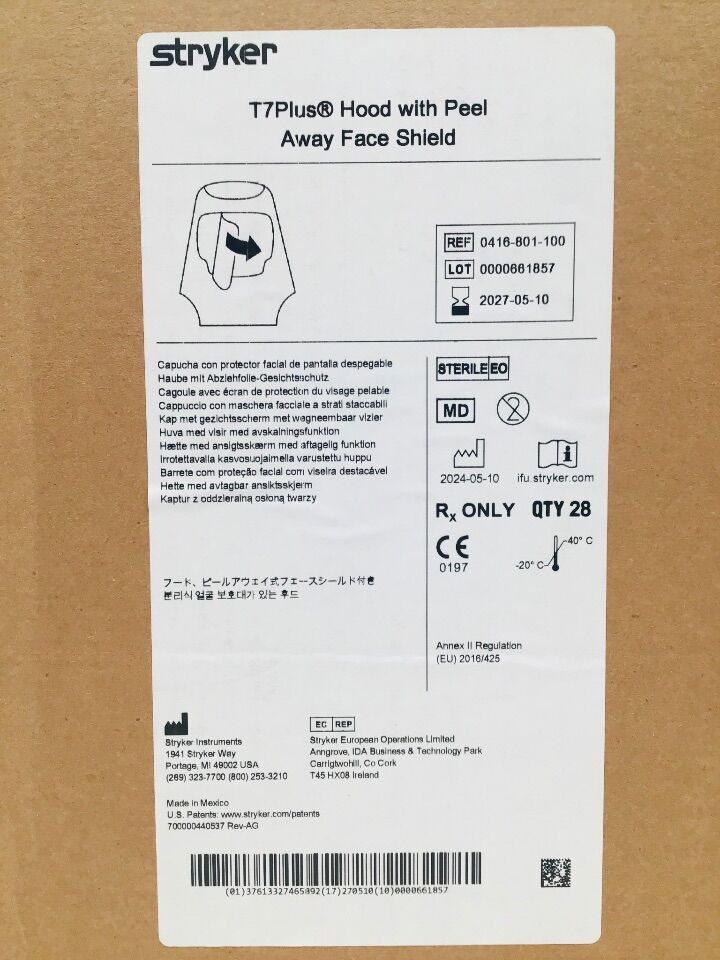 stryker
T7Plus® Hood with Peel
Away Face Shield
REF 0416-801-100
LOT 0000661857
2027-05-10
Capucha con protector facial de pantalla despegable
Haube mit Abziehfolie-Gesichtsschutz
Cagoule avec écran de protection du visage pelable
Cappuccio con maschera facciale a strati staccabili
Kap met gezichtsscherm met wegneembaar vizier
Huva med visir med avskalningsfunktion
Hætte med ansigtsskærm med aftagelig funktion
Irrotettavalla kasvosuojaimella varustettu huppu
Barrete com proteção facial com viseira destacável
Hette med avtagbar ansiktsskjerm
Kaptur z oddzieralną osłoną twarzy
フード、ピールアウェイ式フェースシールド付き
분리식 얼굴 보호대가 있는 후드
STERILE EO
MD 2
2024-05-10 ifu.stryker.com
Rx ONLY QTY 28
CE
0197
40° C
-20° C
Annex II Regulation
(EU) 2016/425
Stryker Instruments
1941 Stryker Way
Portage, MI 49002 USA
(269) 323-7700 (800) 253-3210
EC REP
Stryker European Operations Limited
Anngrove, IDA Business & Technology Park
Carrigtwohill, Co Cork
T45 HX08 Ireland
Made in Mexico
U.S. Patents: www.stryker.com/patents
700000440537 Rev-AG
(01)37613327465892(17)270510(10)0000661857